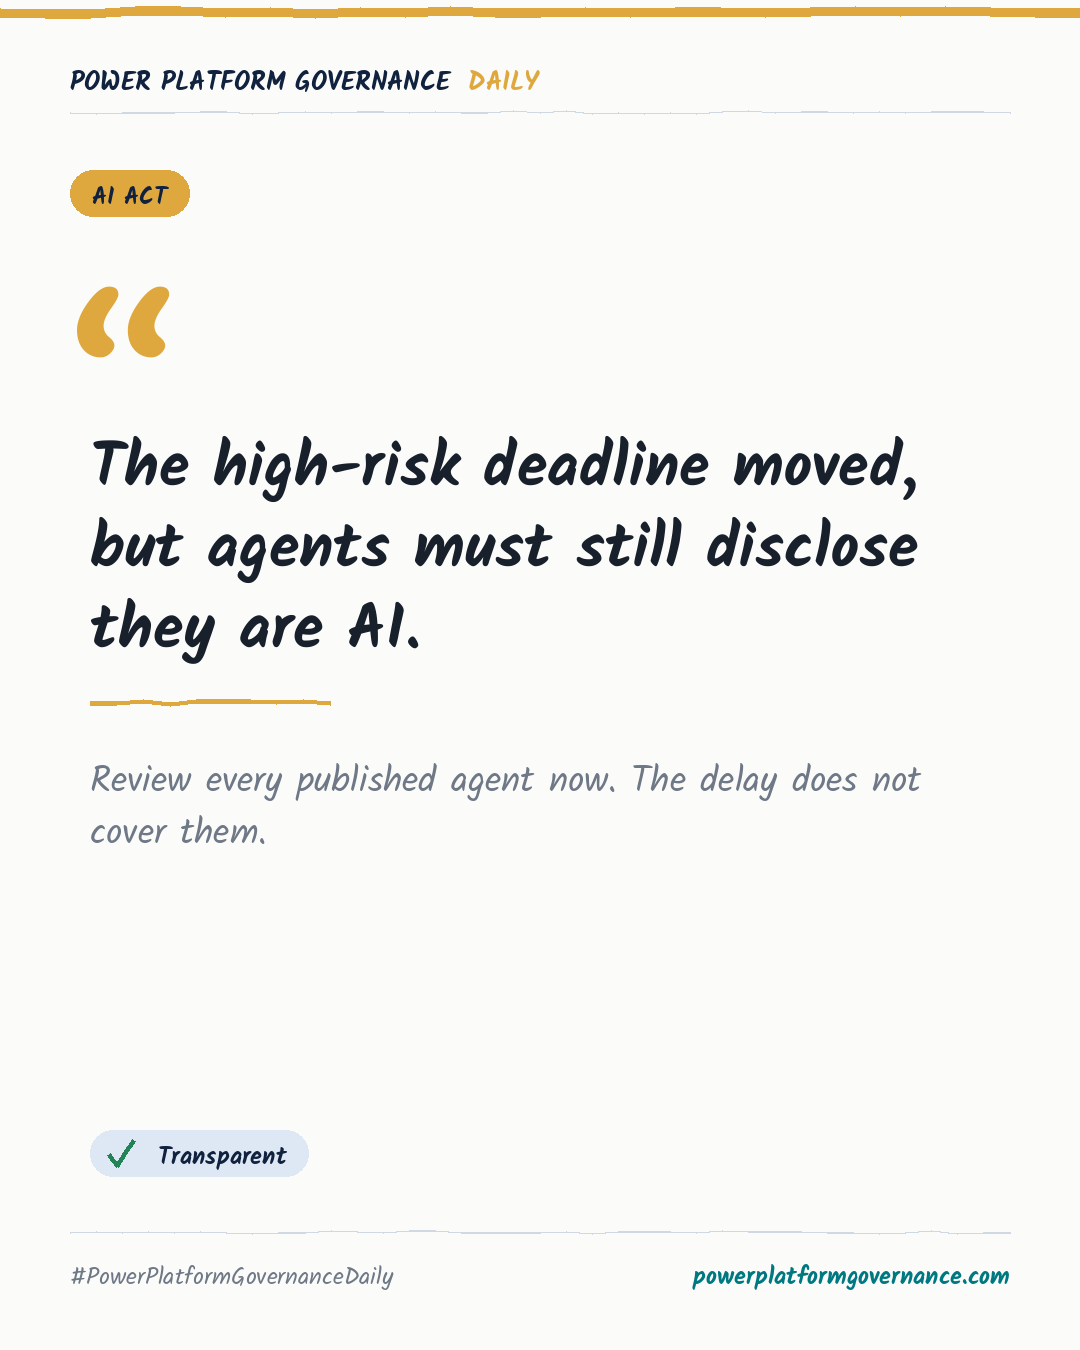 POWER PLATFORM GOVERNANCE DAILY
AI ACT
“
The high-risk deadline moved,
but agents must still disclose
they are AI.
Review every published agent now. The delay does not
cover them.
✓ Transparent
#PowerPlatformGovernanceDaily
powerplatformgovernance.com